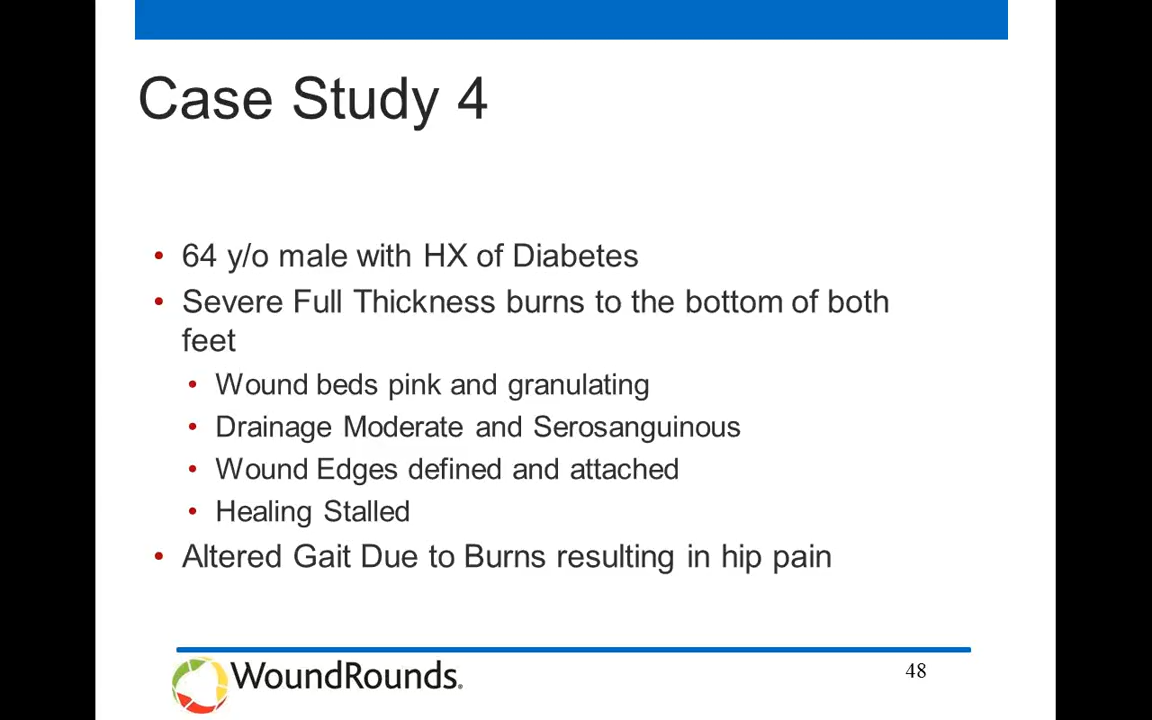 Case Study 4
• 64 y/o male with HX of Diabetes
• Severe Full Thickness burns to the bottom of both
feet
• Wound beds pink and granulating
• Drainage Moderate and Serosanguinous
• Wound Edges defined and attached
• Healing Stalled
• Altered Gait Due to Burns resulting in hip pain
WoundRounds.
48